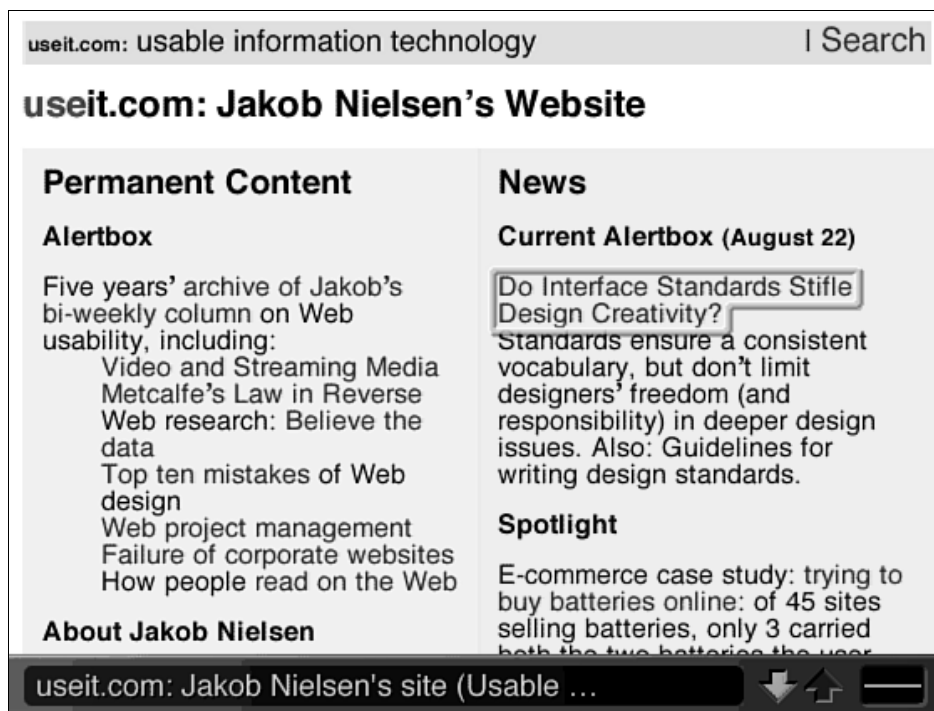 useit.com: usable information technology | Search
useit.com: Jakob Nielsen's Website
Permanent Content
Alertbox
Five years' archive of Jakob's
bi-weekly column on Web
usability, including:
Video and Streaming Media
Metcalfe's Law in Reverse
Web research: Believe the
data
Top ten mistakes of Web
design
Web project management
Failure of corporate websites
How people read on the Web
About Jakob Nielsen
News
Current Alertbox (August 22)
Do Interface Standards Stifle
Design Creativity?
Standards ensure a consistent
vocabulary, but don't limit
designers' freedom (and
responsibility) in deeper design
issues. Also: Guidelines for
writing design standards.
Spotlight
E-commerce case study: trying to
buy batteries online: of 45 sites
selling batteries, only 3 carried
both the two batteries the user
useit.com: Jakob Nielsen's site (Usable …